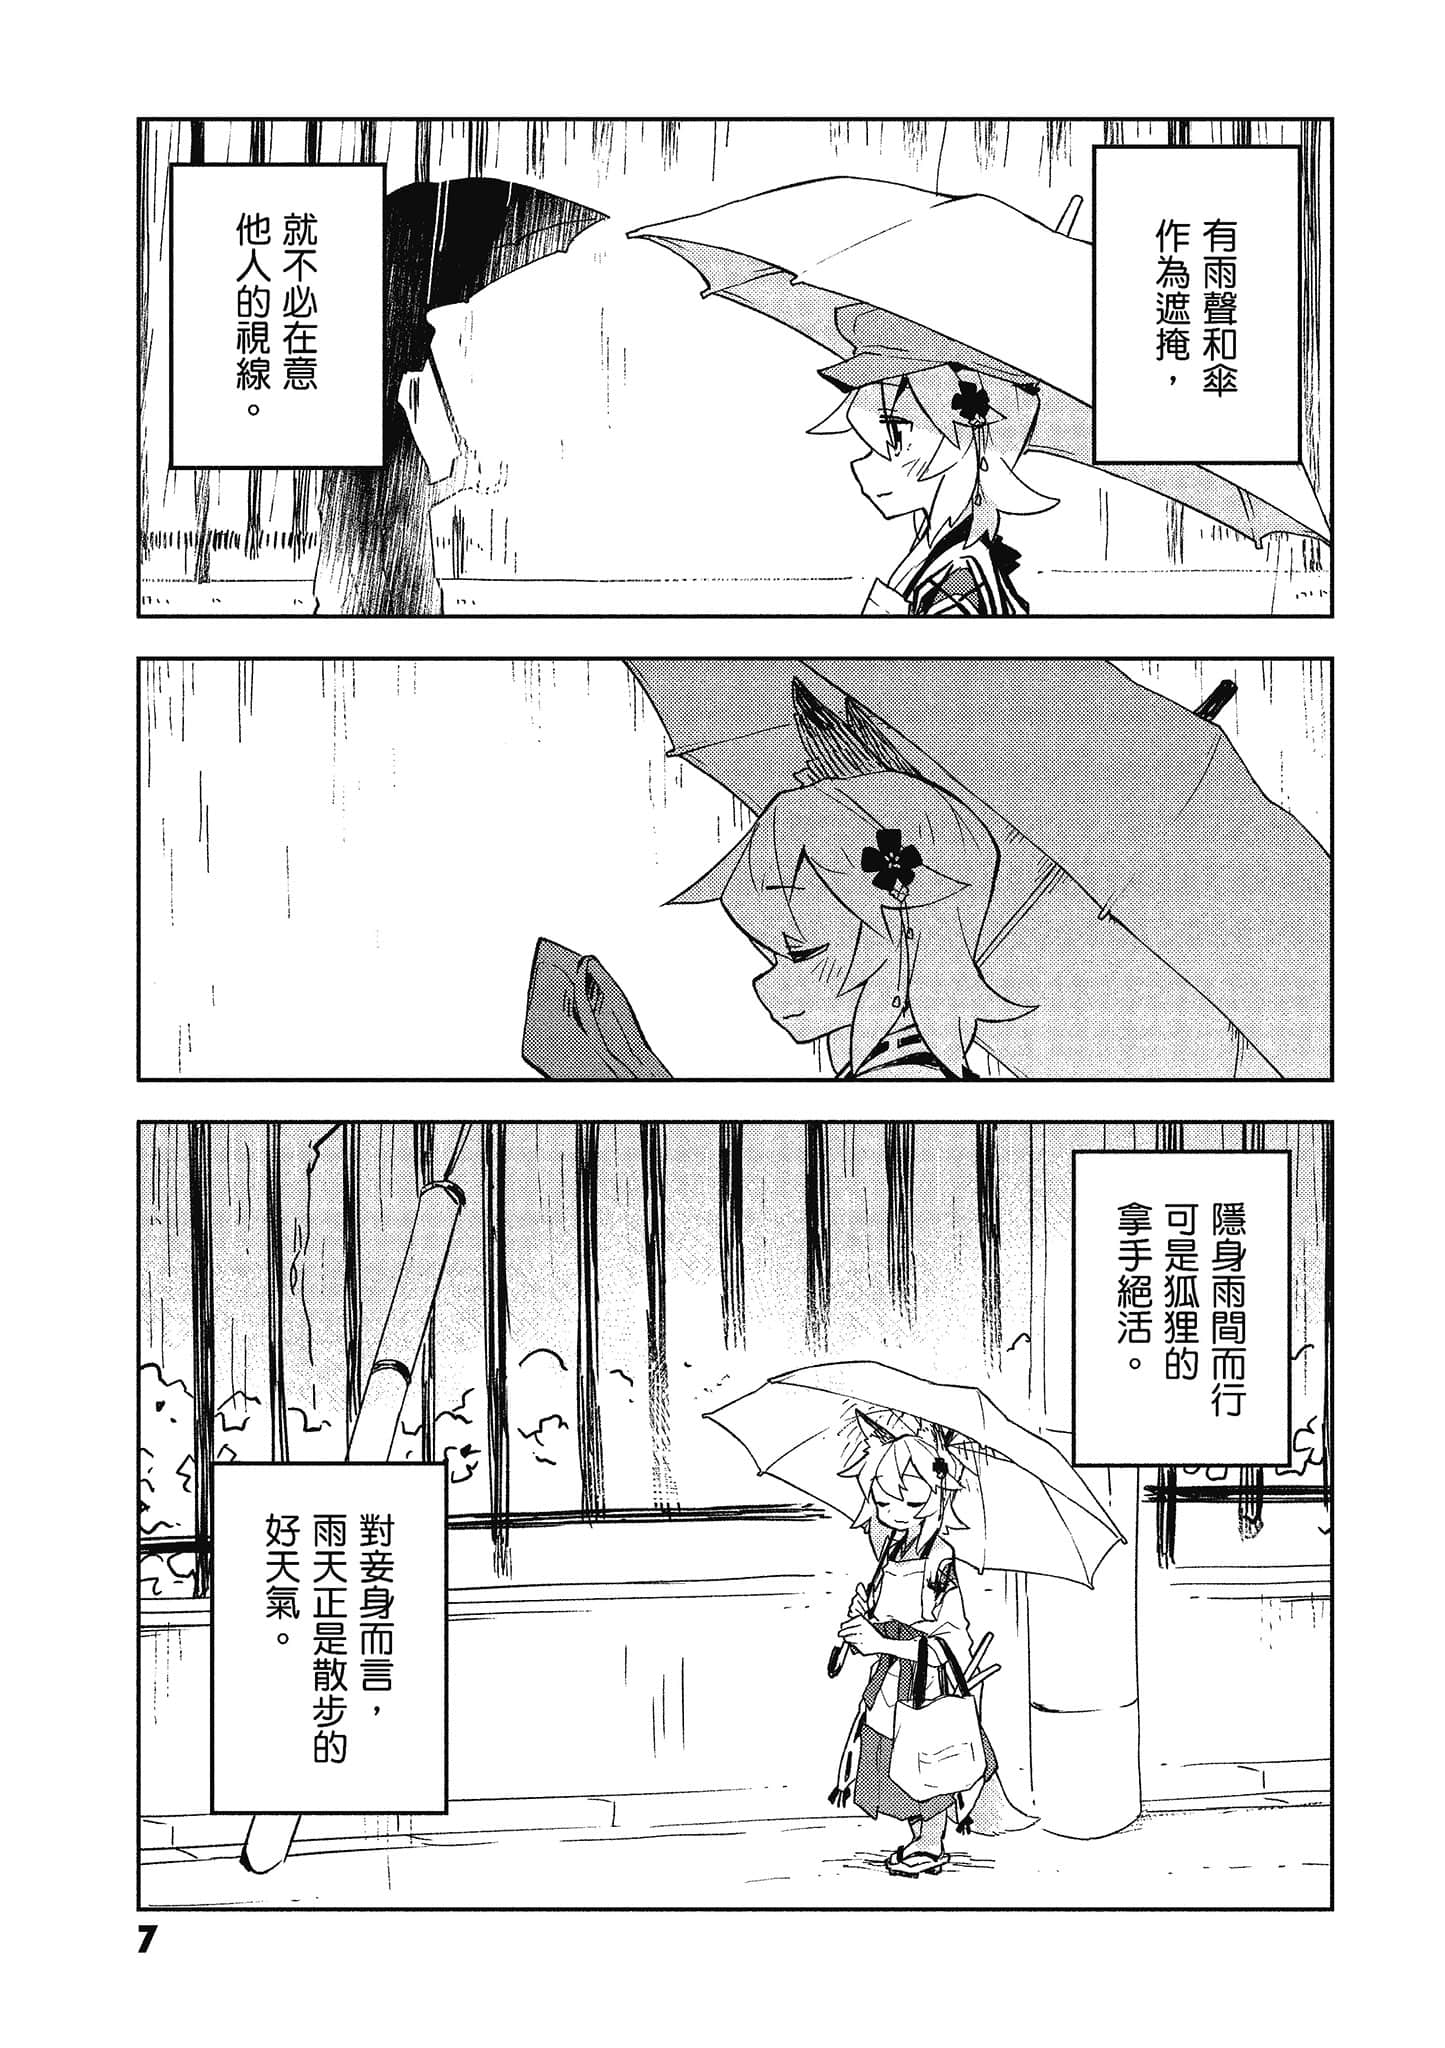 有雨聲和傘
作為遮掩，
就不必在意
他人的視線。
隱身雨間而行
可是狐狸的
拿手絕活。
對妾身而言，
雨天正是散步的
好天氣。
7